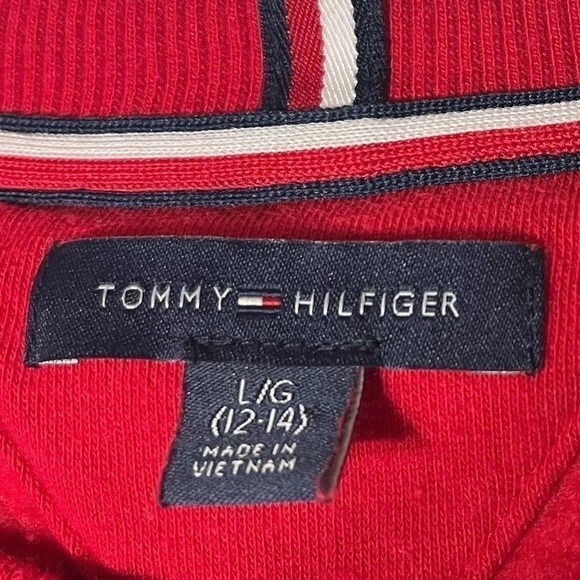 TOMMY HILFIGER
L/G
(12-14)
MADE IN
VIETNAM